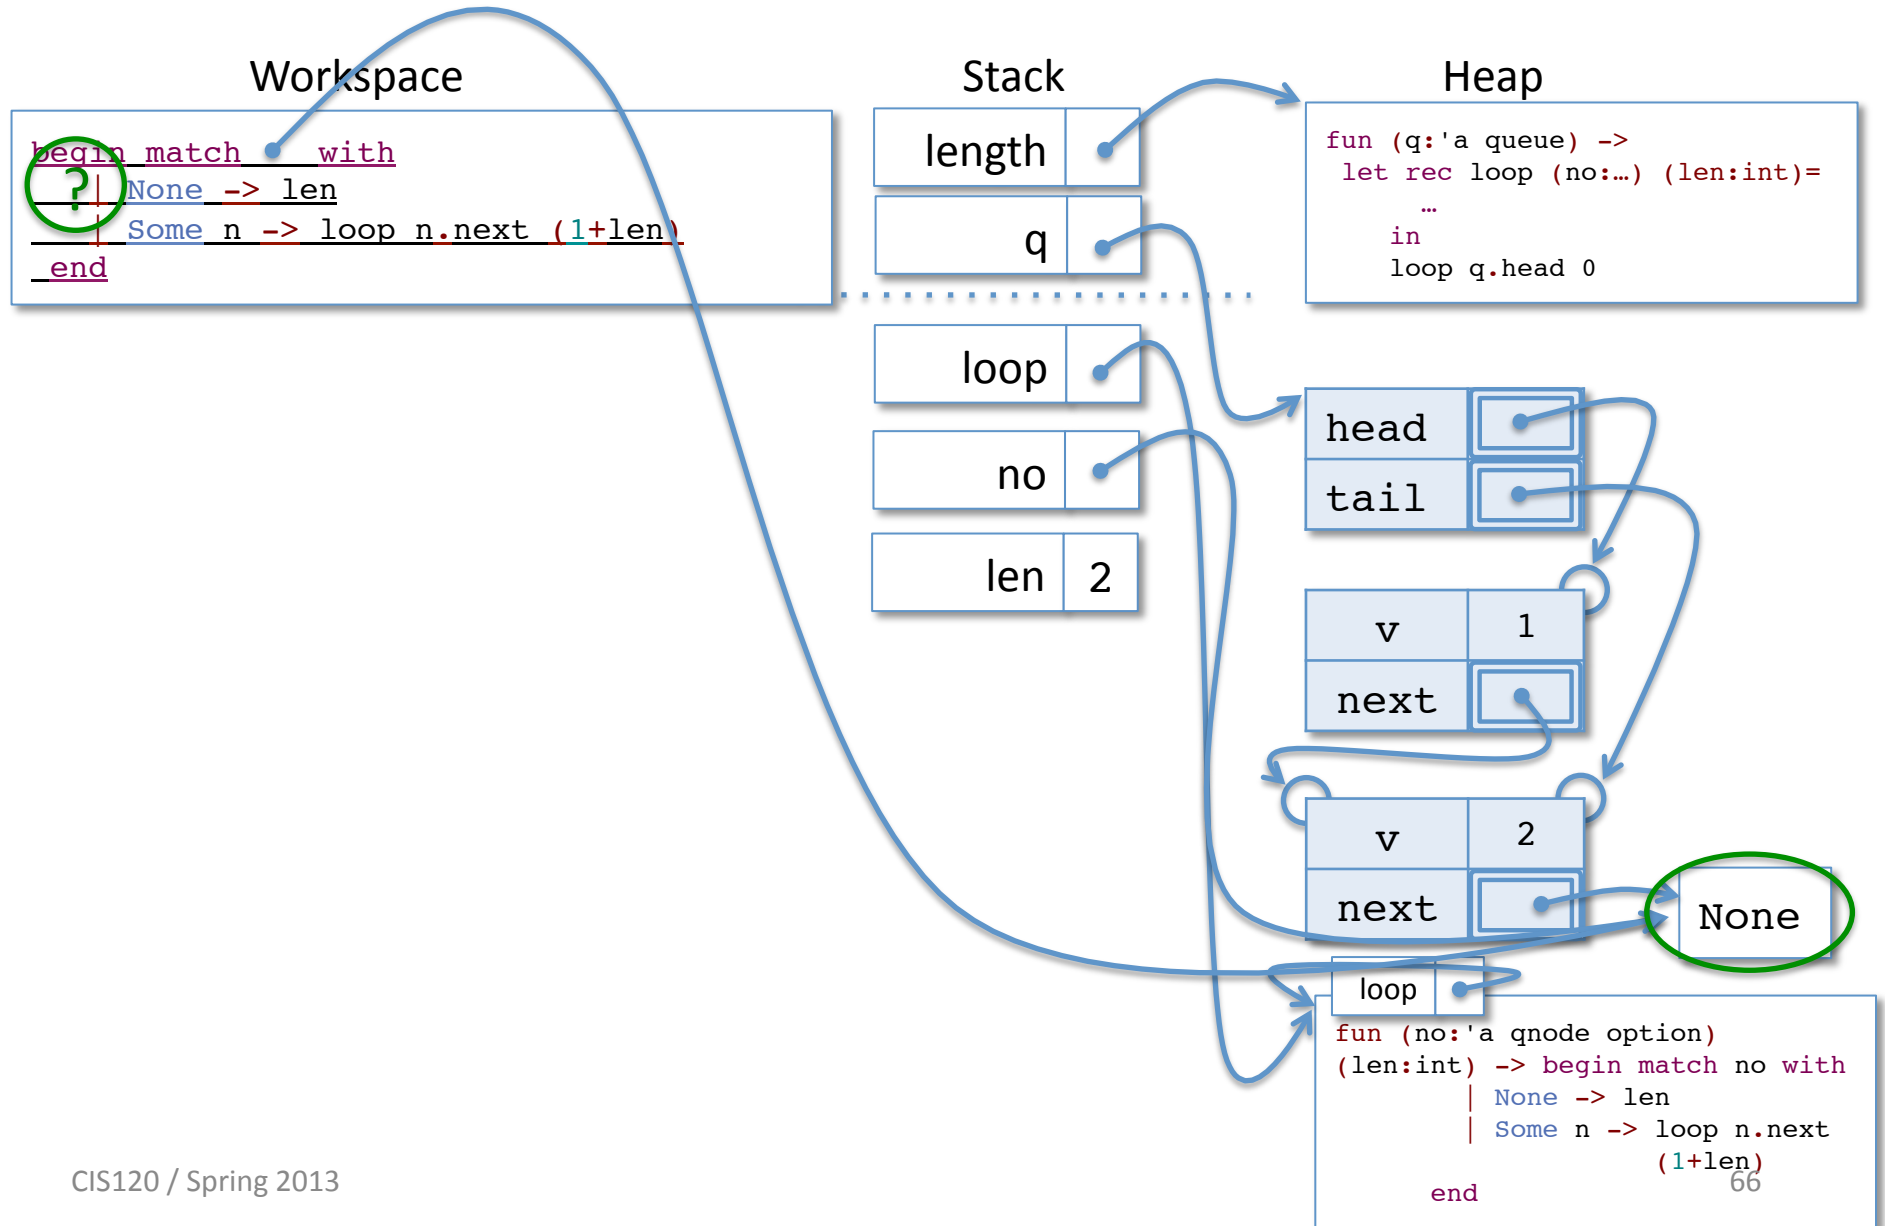 Workspace
begin match with
? | None -> len
| Some n -> loop n.next (1+len)
end
Stack
length
q
loop
no
len 2
Heap
fun (q:'a queue) ->
let rec loop (no:…) (len:int)=
…
in
loop q.head 0
head
tail
v 1
next
v 2
next
None
loop
fun (no:'a qnode option)
(len:int) -> begin match no with
| None -> len
| Some n -> loop n.next
(1+len)
end
CIS120 / Spring 2013
66